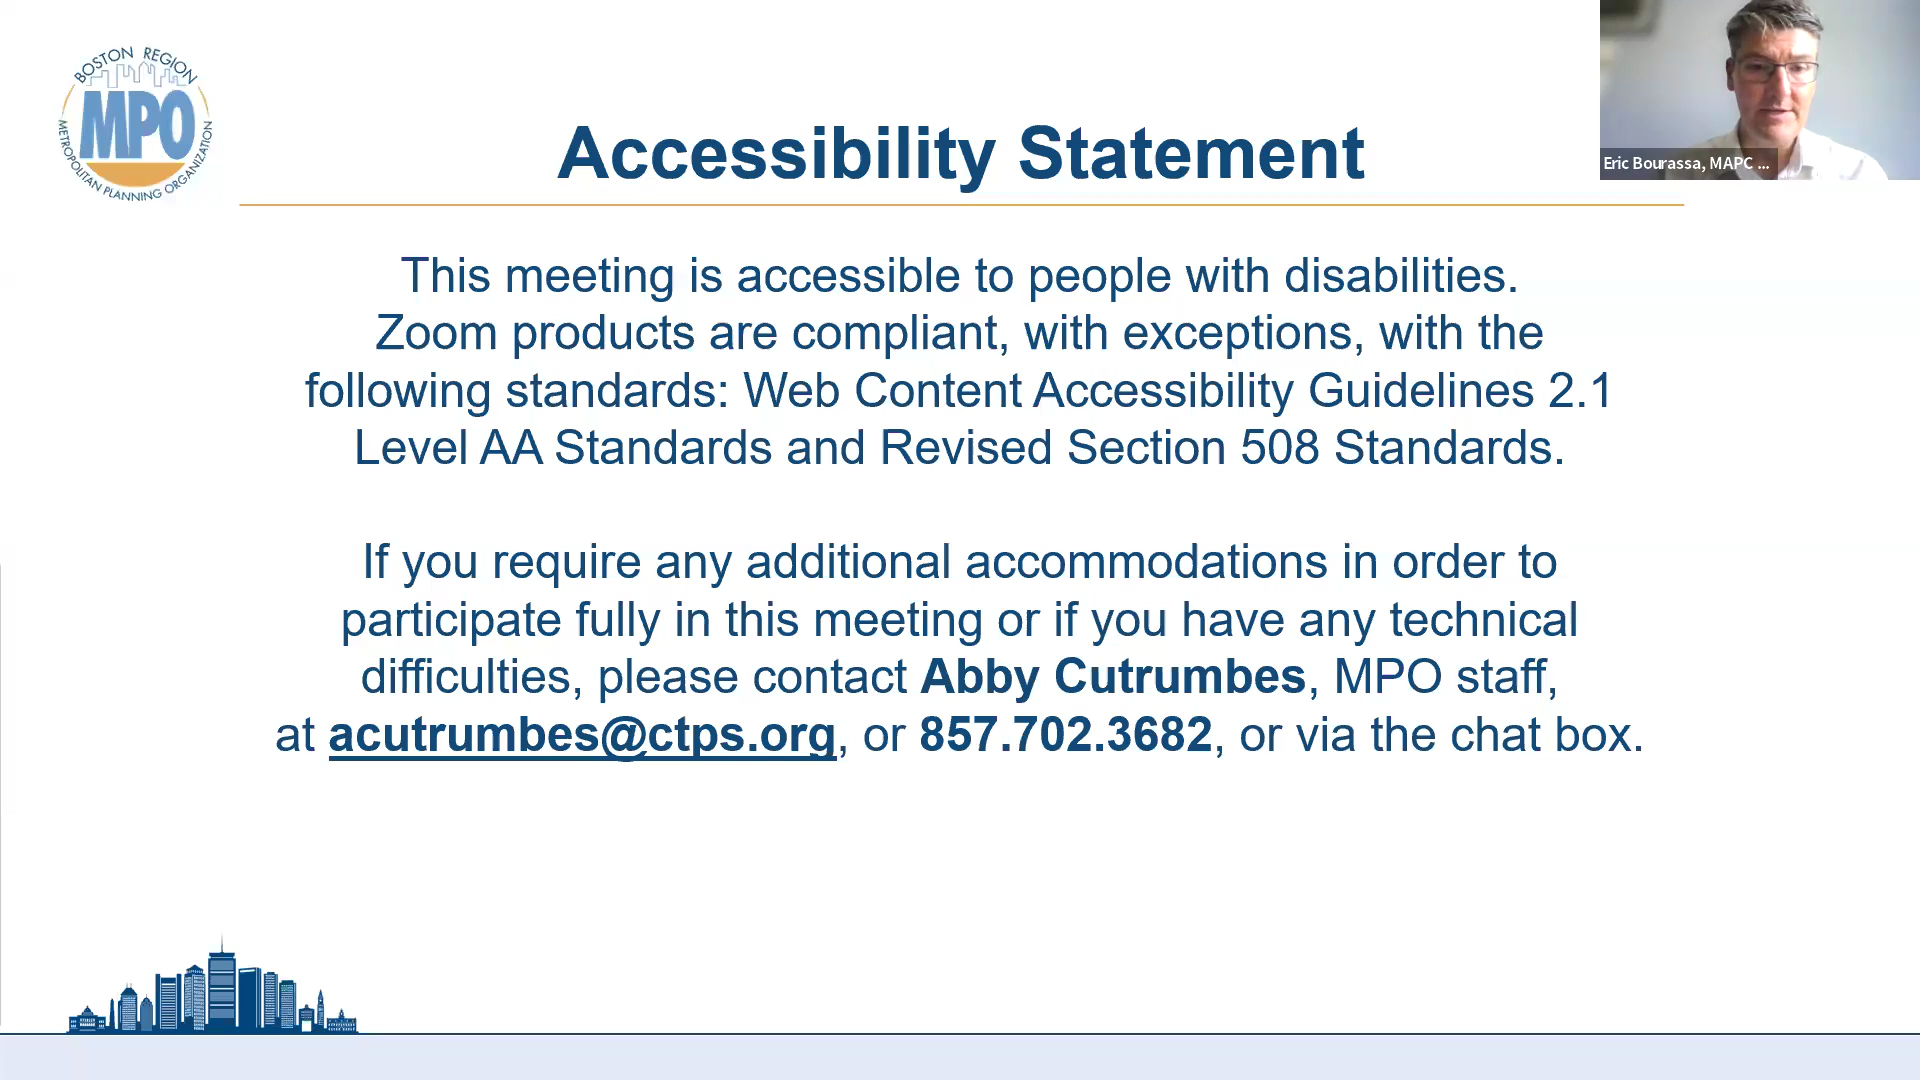 BOSTON REGION
MPO
METROPOLITAN PLANNING ORGANIZATION
Accessibility Statement
Eric Bourassa, MAPC ...
This meeting is accessible to people with disabilities.
Zoom products are compliant, with exceptions, with the
following standards: Web Content Accessibility Guidelines 2.1
Level AA Standards and Revised Section 508 Standards.
If you require any additional accommodations in order to
participate fully in this meeting or if you have any technical
difficulties, please contact Abby Cutrumbes, MPO staff,
at acutrumbes@ctps.org, or 857.702.3682, or via the chat box.